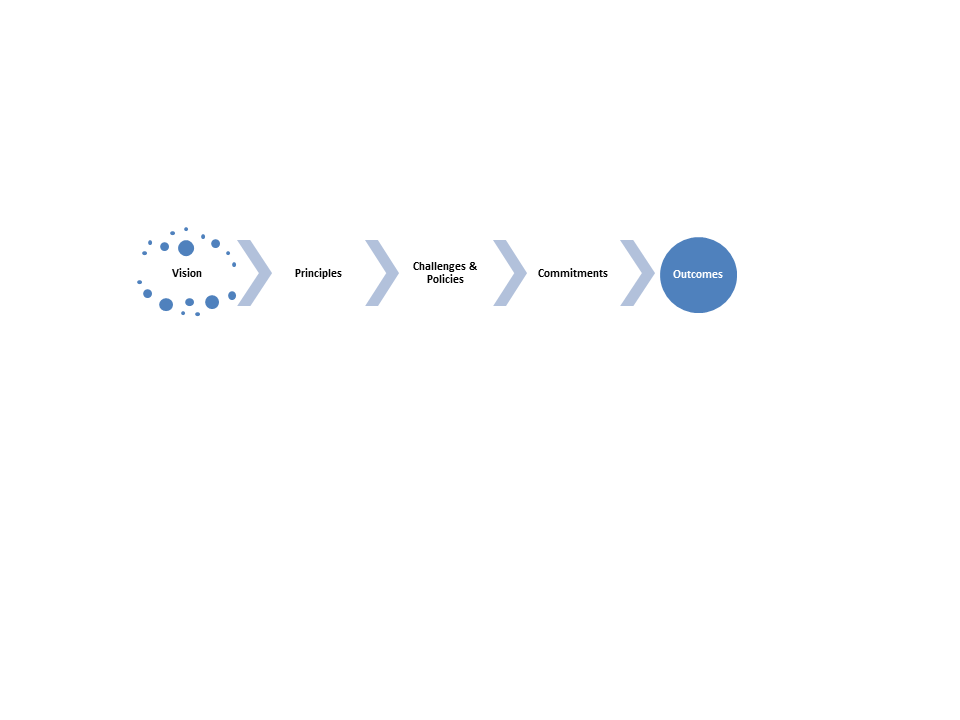 Vision
Principles
Challenges &
Policies
Commitments
Outcomes